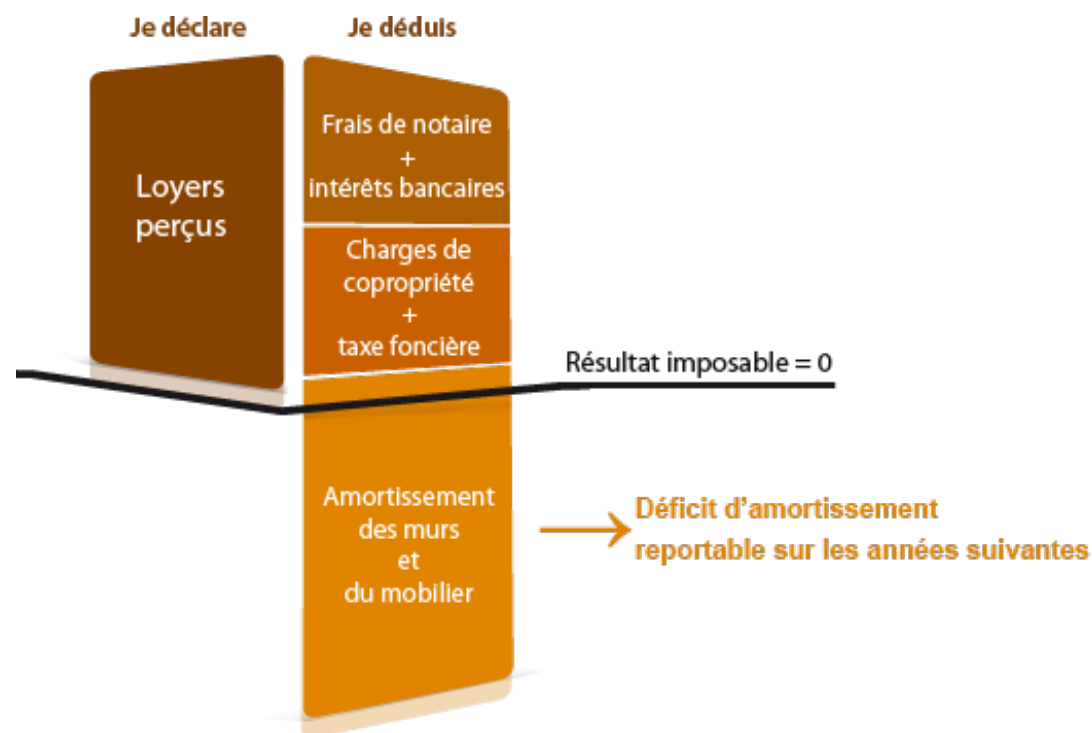 Je déclare
Je déduis
Loyers
perçus
Frais de notaire
+
intérêts bancaires
Charges de
copropriété
+
taxe foncière
Résultat imposable = 0
Amortissement
des murs
et
du mobilier
Déficit d'amortissement
reportable sur les années suivantes